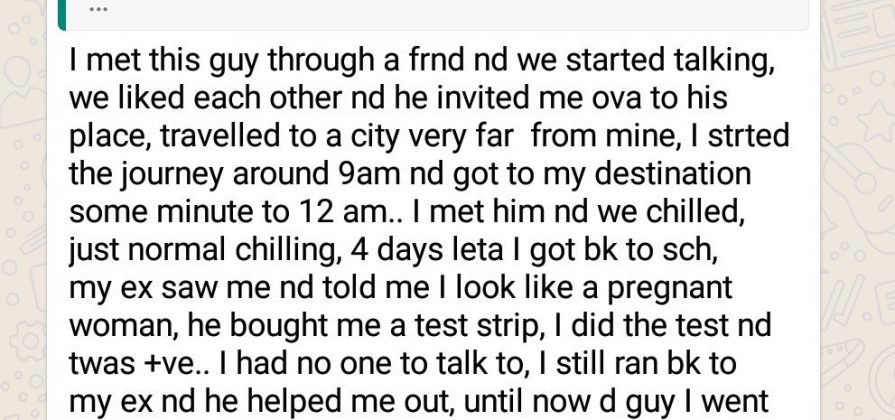 ...
I met this guy through a frnd nd we started talking,
we liked each other nd he invited me ova to his
place, travelled to a city very far  from mine, I strted
the journey around 9am nd got to my destination
some minute to 12 am.. I met him nd we chilled,
just normal chilling, 4 days leta I got bk to sch,
my ex saw me nd told me I look like a pregnant
woman, he bought me a test strip, I did the test nd
twas +ve.. I had no one to talk to, I still ran bk to
my ex nd he helped me out, until now d guy I went